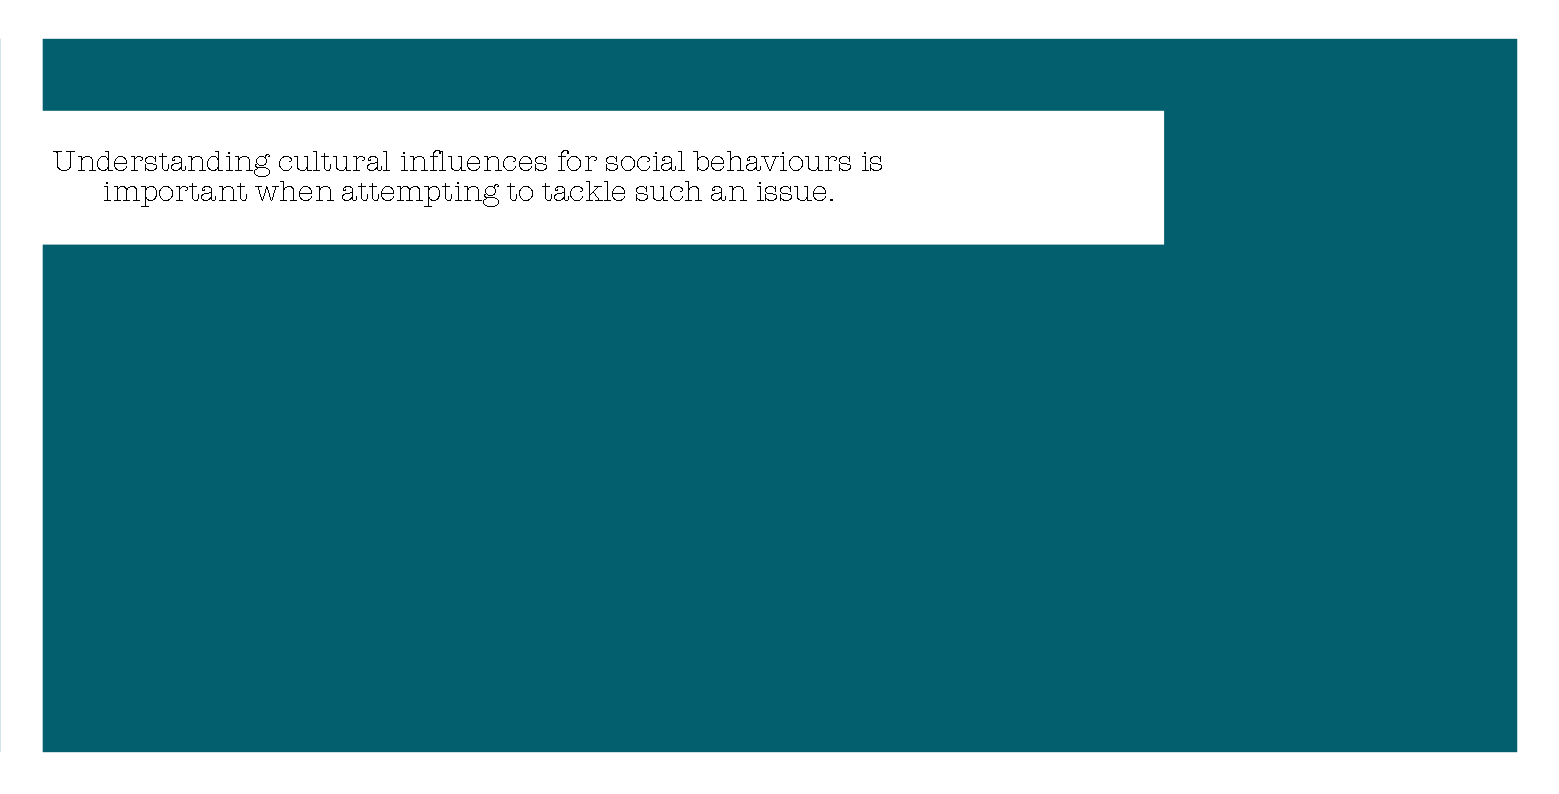 Understanding cultural influences for social behaviours is
important when attempting to tackle such an issue.